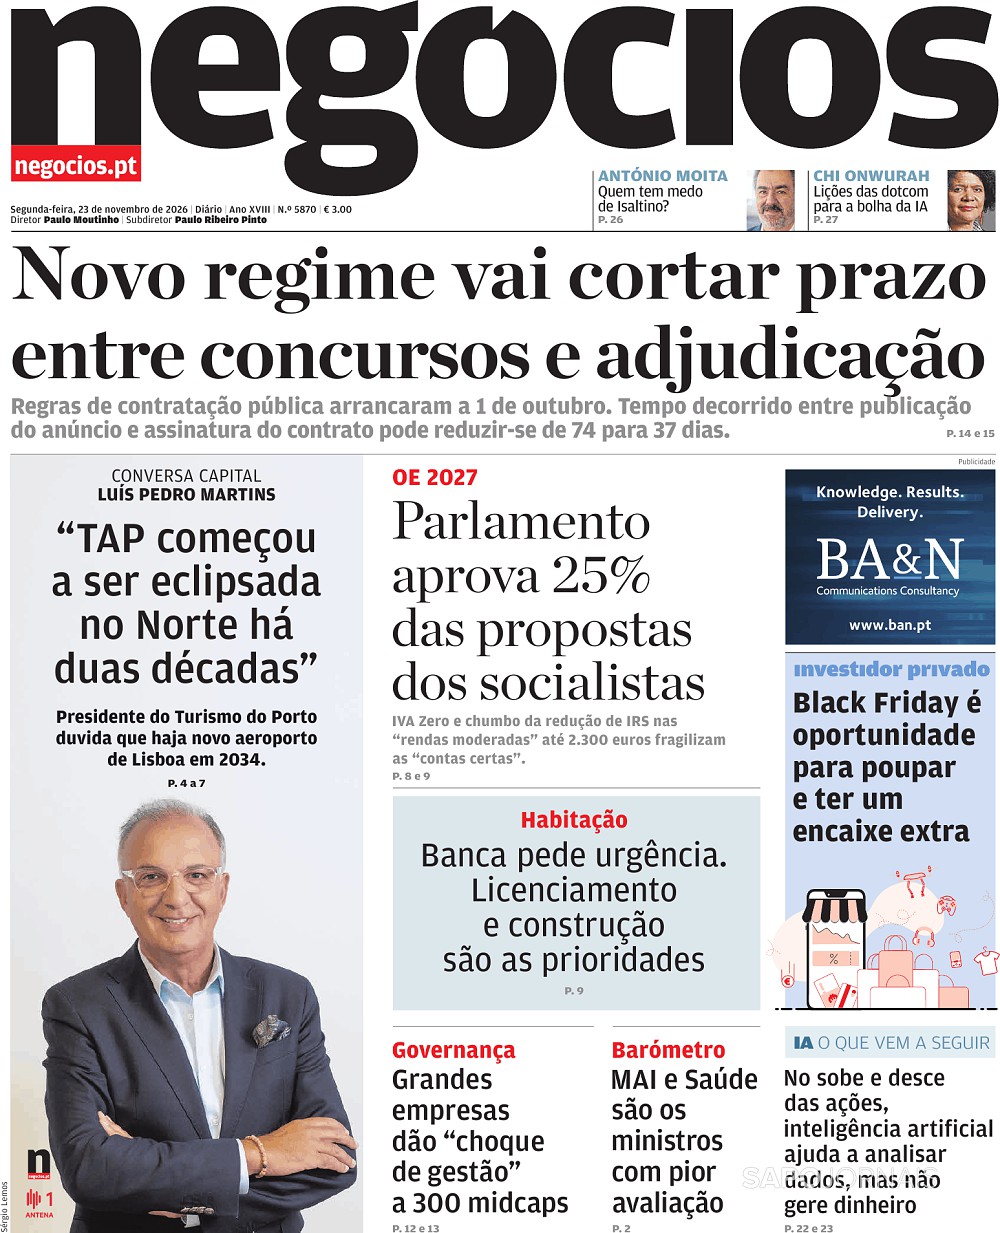 negócios
negocios.pt
Segunda-feira, 23 de novembro de 2026 | Diário | Ano XVIII | N.º 5870 | € 3.00
Diretor Paulo Moutinho | Subdiretor Paulo Ribeiro Pinto
ANTÓNIO MOITA
Quem tem medo
de Isaltino?
P. 26
CHI ONWURAH
Lições das dotcom
para a bolha da IA
P. 27
Novo regime vai cortar prazo
entre concursos e adjudicação
Regras de contratação pública arrancaram a 1 de outubro. Tempo decorrido entre publicação
do anúncio e assinatura do contrato pode reduzir-se de 74 para 37 dias.
P. 14 e 15
CONVERSA CAPITAL
LUÍS PEDRO MARTINS
“TAP começou
a ser eclipsada
no Norte há
duas décadas”
Presidente do Turismo do Porto
duvida que haja novo aeroporto
de Lisboa em 2034.
P. 4 a 7
n
negocios.pt
1
ANTENA
Sérgio Lemos
OE 2027
Parlamento
aprova 25%
das propostas
dos socialistas
IVA Zero e chumbo da redução de IRS nas
“rendas moderadas” até 2.300 euros fragilizam
as “contas certas”.
P. 8 e 9
Habitação
Banca pede urgência.
Licenciamento
e construção
são as prioridades
P. 9
Governança
Grandes
empresas
dão “choque
de gestão”
a 300 midcaps
P. 12 e 13
Barómetro
MAI e Saúde
são os
ministros
com pior
avaliação
P. 2
Publicidade
Knowledge. Results.
Delivery.
BA&N
Communications Consultancy
www.ban.pt
investidor privado
Black Friday é
oportunidade
para poupar
e ter um
encaixe extra
%
€
IA O QUE VEM A SEGUIR
No sobe e desce
das ações,
inteligência artificial
ajuda a analisar
dados, mas não
gere dinheiro
P. 22 e 23
SAPOJORNAIS